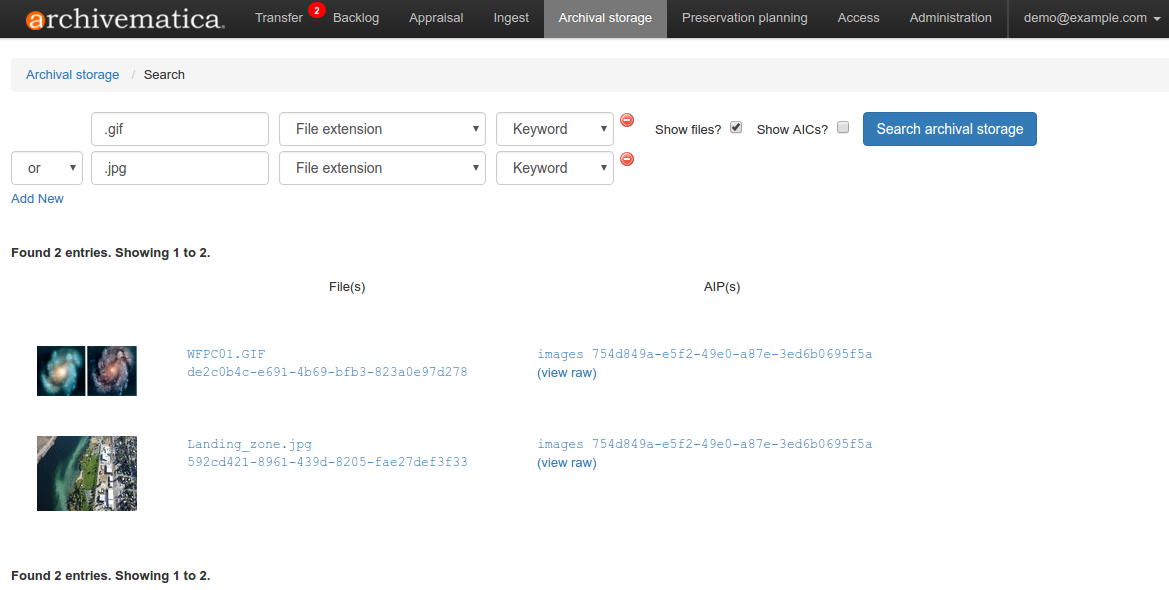 archivematica.
Transfer 2 Backlog Appraisal Ingest Archival storage Preservation planning Access Administration demo@example.com
Archival storage / Search
.gif File extension Keyword Show files? Show AICs? Search archival storage
or .jpg File extension Keyword
Add New
Found 2 entries. Showing 1 to 2.
File(s) AIP(s)
WFPC01.GIF images 754d849a-e5f2-49e0-a87e-3ed6b0695f5a
de2c0b4c-e691-4b69-bfb3-823a0e97d278 (view raw)
Landing_zone.jpg images 754d849a-e5f2-49e0-a87e-3ed6b0695f5a
592cd421-8961-439d-8205-fae27def3f33 (view raw)
Found 2 entries. Showing 1 to 2.